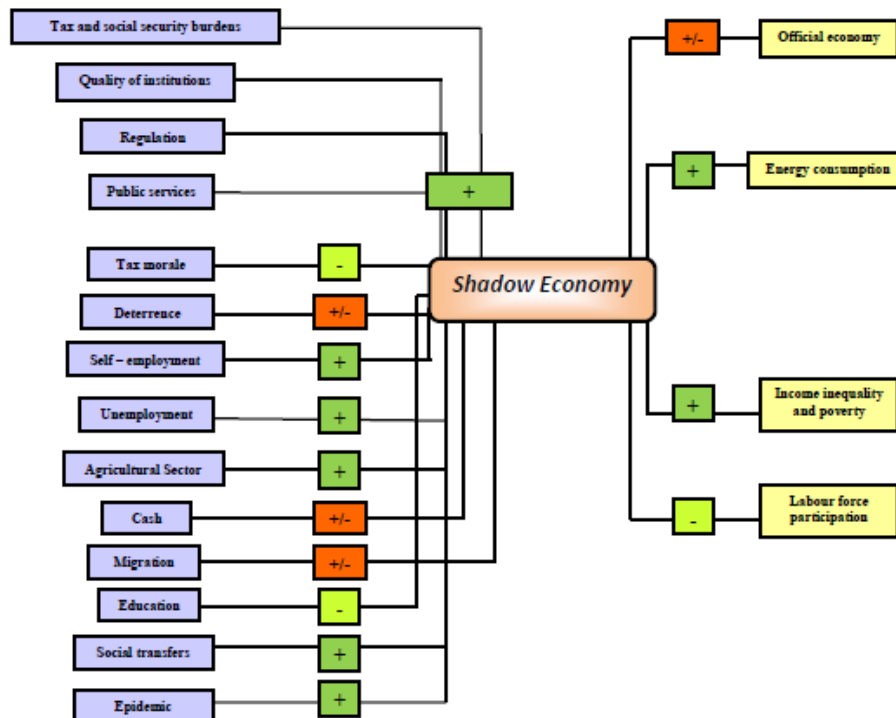 Tax and social security burdens
Quality of institutions
Regulation
Public services
+
Tax morale
-
Deterrence
+/-
Self – employment
+
Unemployment
+
Agricultural Sector
+
Cash
+/-
Migration
+/-
Education
-
Social transfers
+
Epidemic
+
Shadow Economy
+/-
Official economy
+
Energy consumption
+
Income inequality
and poverty
-
Labour force
participation